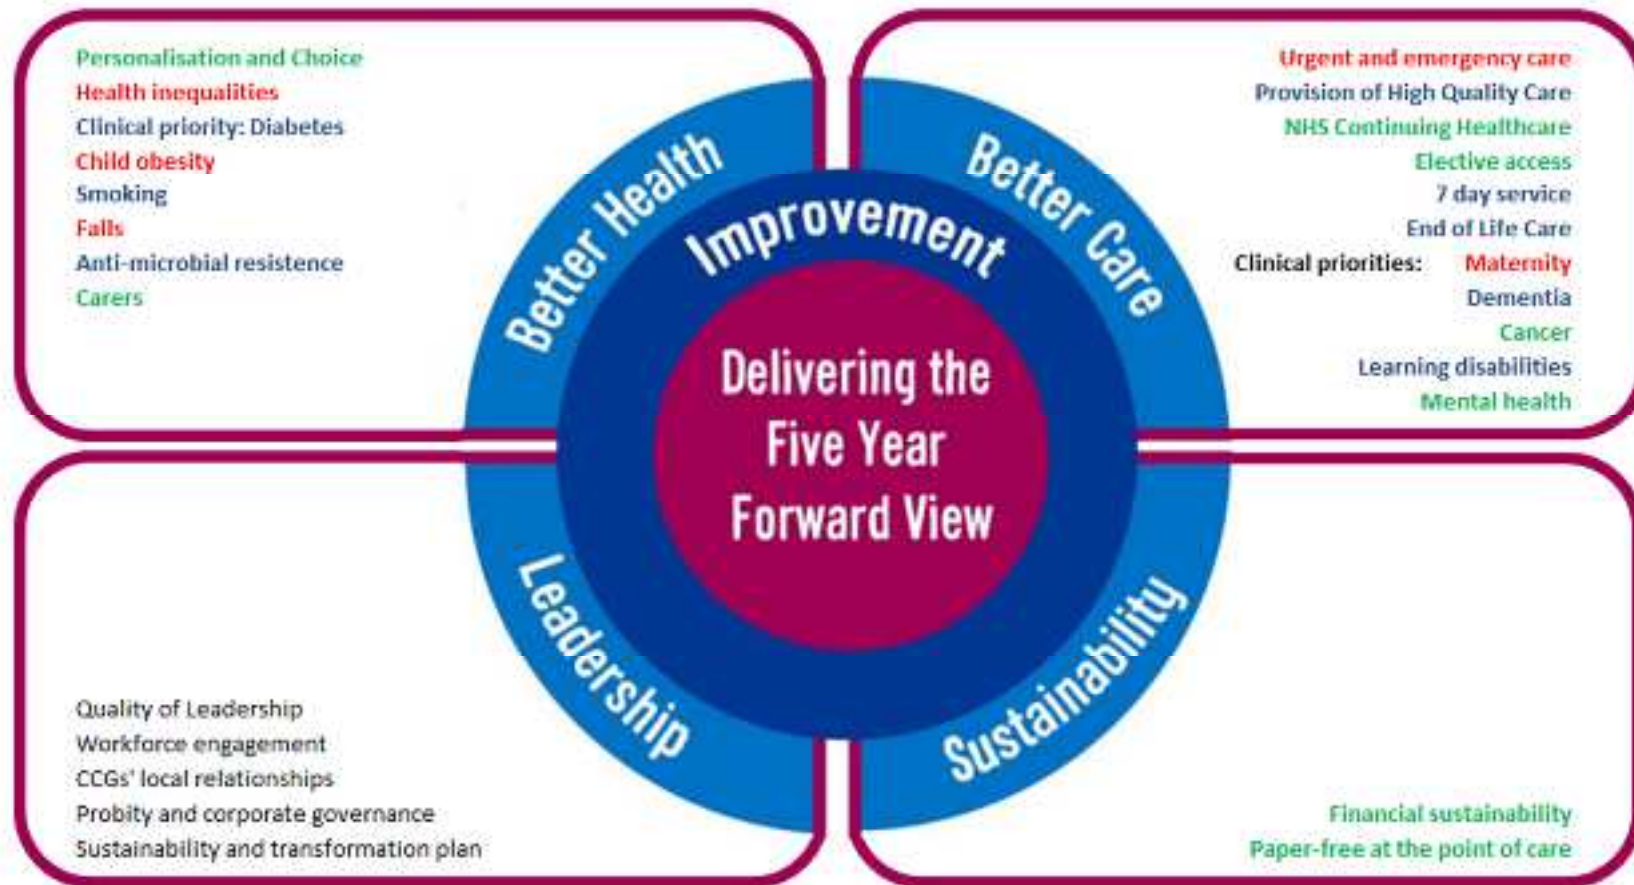 Personalisation and Choice
Health inequalities
Clinical priority: Diabetes
Child obesity
Smoking
Falls
Anti-microbial resistence
Carers
Urgent and emergency care
Provision of High Quality Care
NHS Continuing Healthcare
Elective access
7 day service
End of Life Care
Clinical priorities: Maternity
Dementia
Cancer
Learning disabilities
Mental health
Better Health
Better Care
Improvement
Delivering the
Five Year
Forward View
Leadership
Sustainability
Quality of Leadership
Workforce engagement
CCGs' local relationships
Probity and corporate governance
Sustainability and transformation plan
Financial sustainability
Paper-free at the point of care